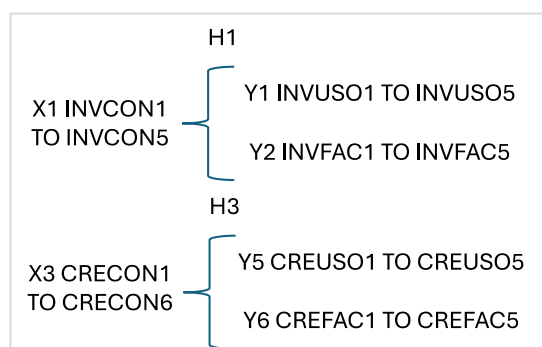 H1
X1 INVCON1
TO INVCON5
Y1 INVUSO1 TO INVUSO5
Y2 INVFAC1 TO INVFAC5
H3
X3 CRECON1
TO CRECON6
Y5 CREUSO1 TO CREUSO5
Y6 CREFAC1 TO CREFAC5